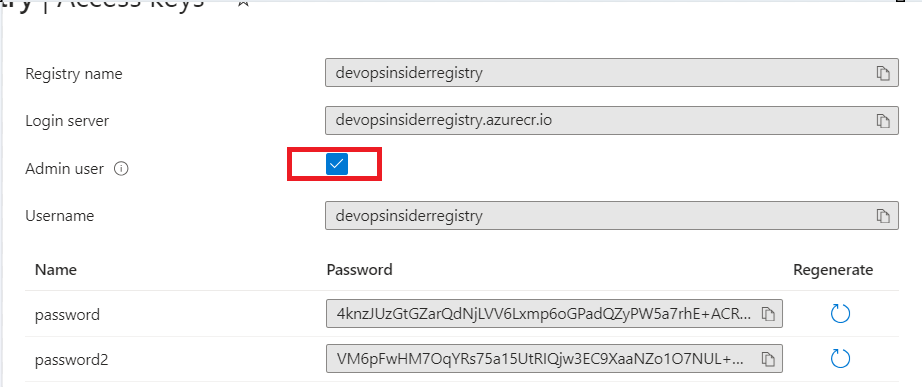 try | Access keys
Registry name devopsinsiderregistry
Login server devopsinsiderregistry.azurecr.io
Admin user
Username devopsinsiderregistry
Name Password Regenerate
password 4knzJUzGtGZarQdNjLVV6Lxmp6oGPadQZyPW5a7rhE+ACR...
password2 VM6pFwHM7OqYRs75a15UtRIQjw3EC9XaaNZo1O7NUL+...